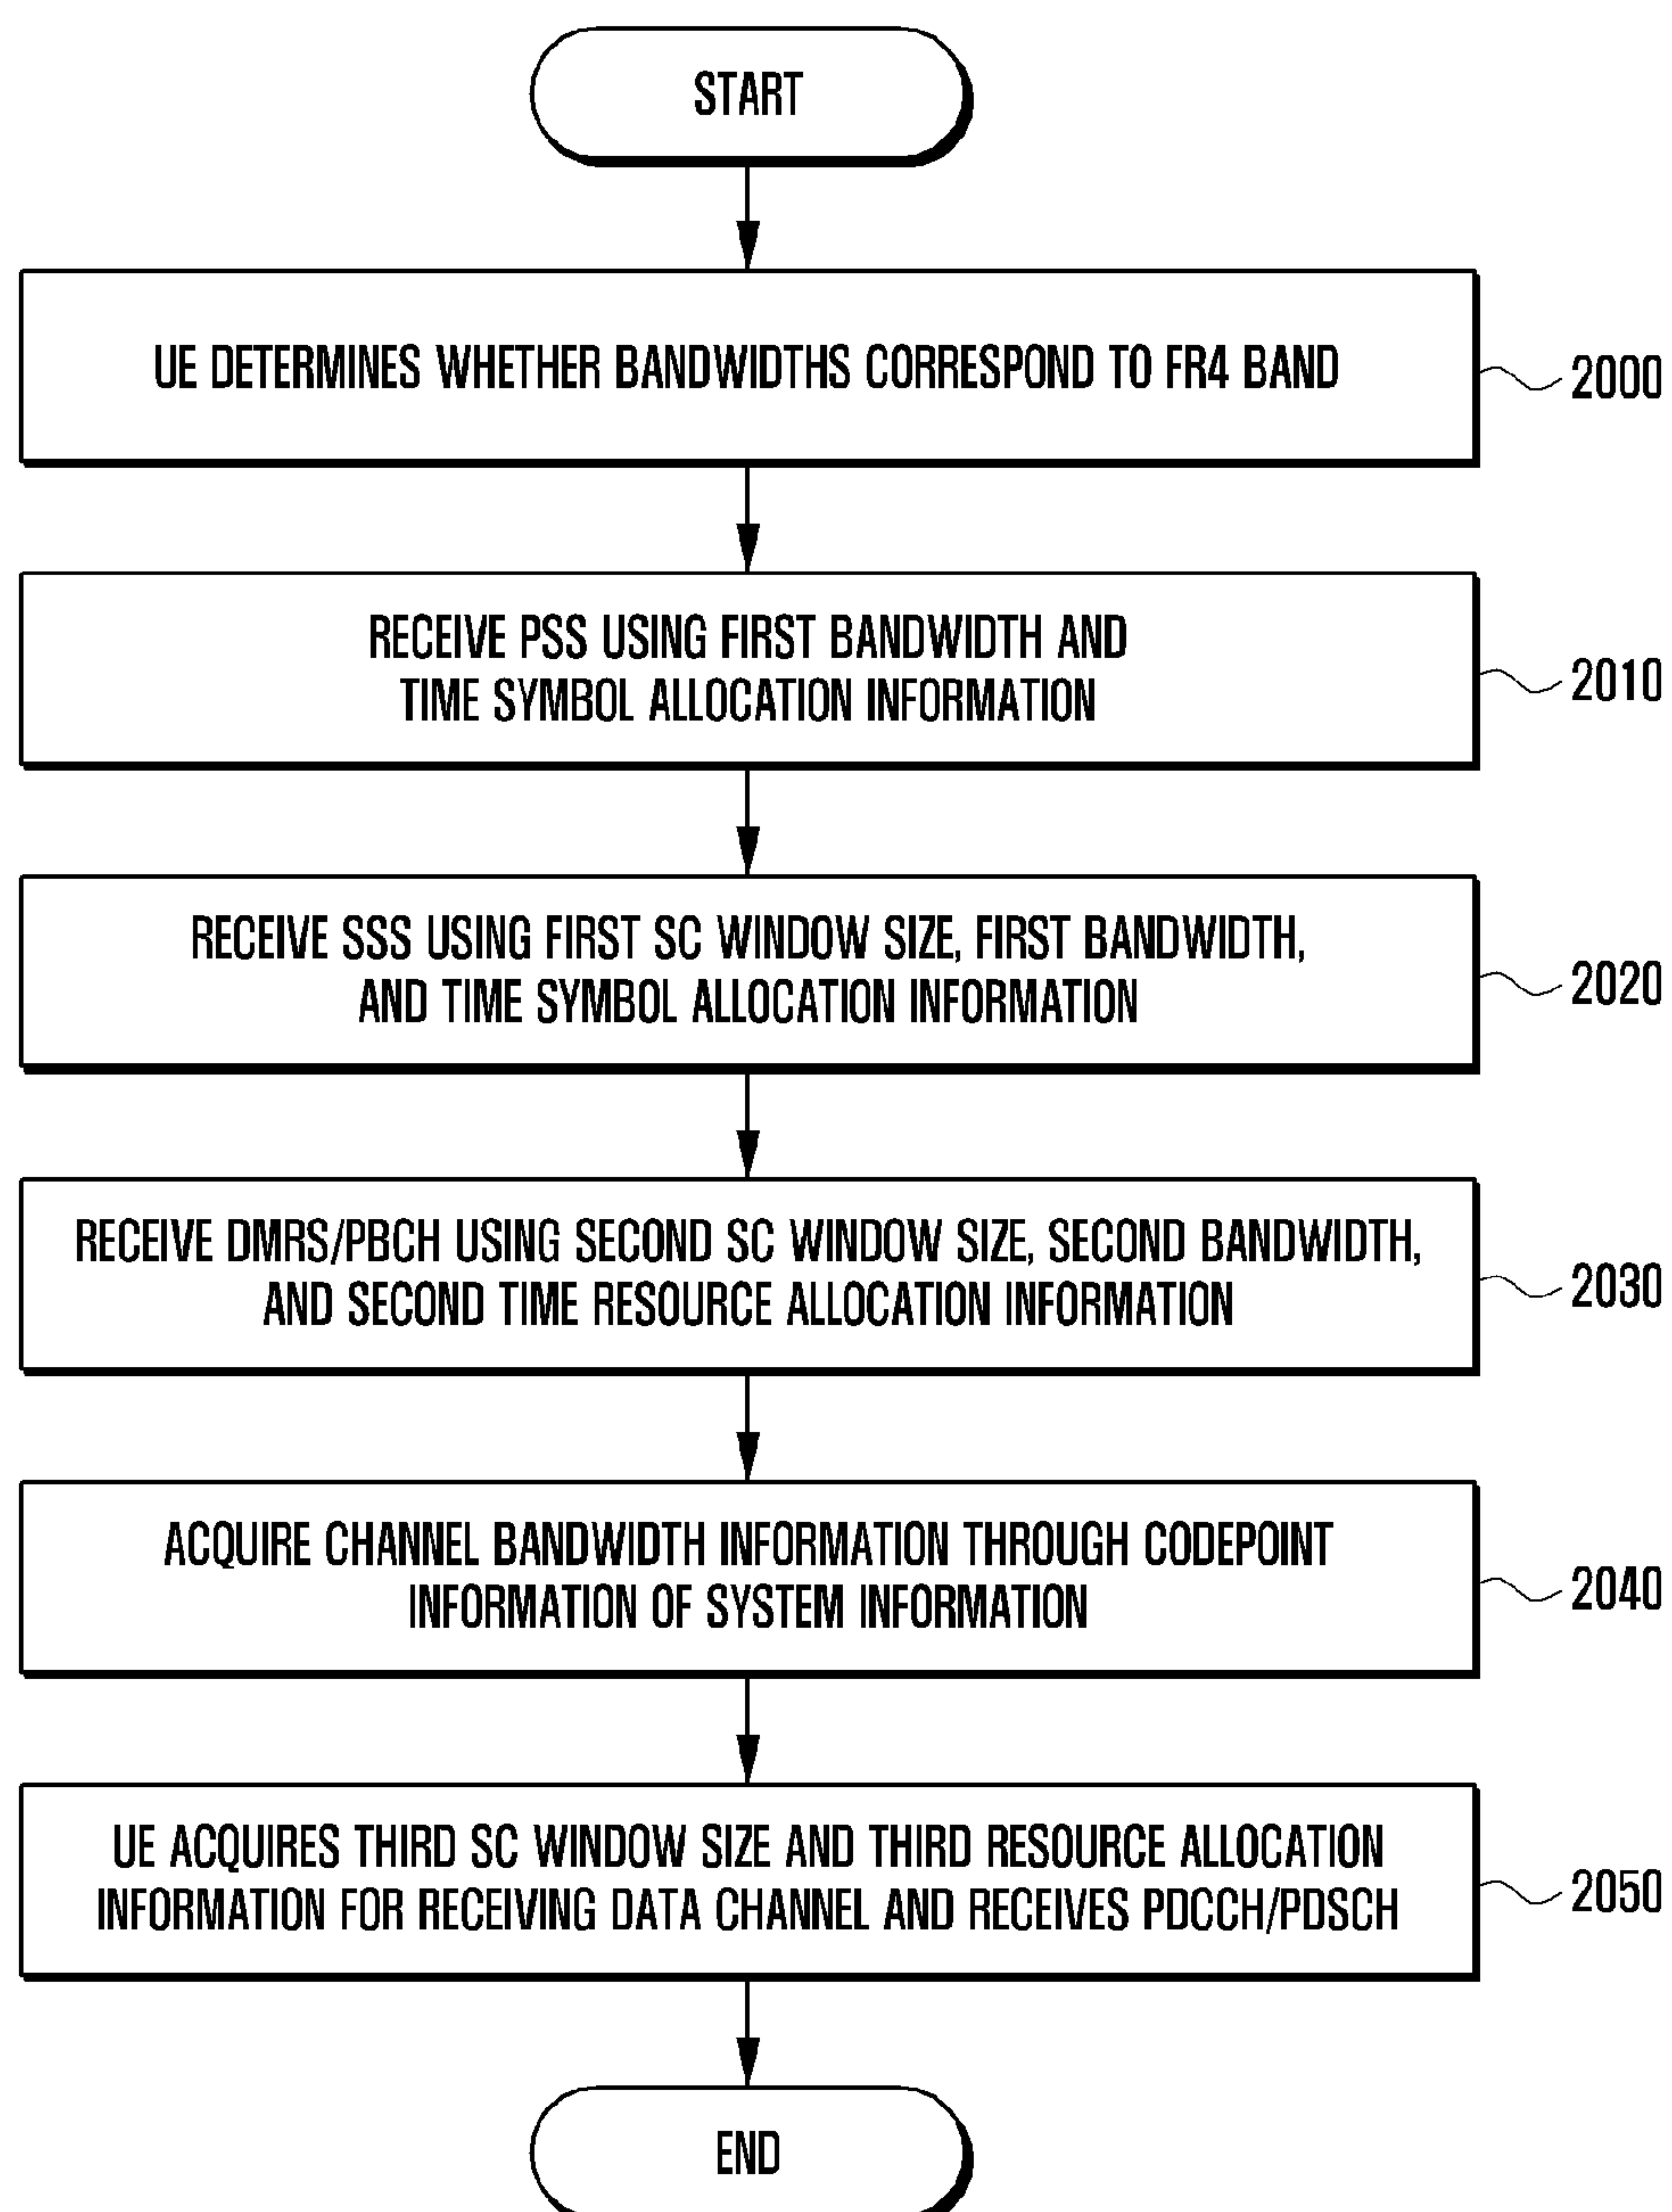 START
UE DETERMINES WHETHER BANDWIDTHS CORRESPOND TO FR4 BAND
2000
RECEIVE PSS USING FIRST BANDWIDTH AND
TIME SYMBOL ALLOCATION INFORMATION
2010
RECEIVE SSS USING FIRST SC WINDOW SIZE, FIRST BANDWIDTH,
AND TIME SYMBOL ALLOCATION INFORMATION
2020
RECEIVE DMRS/PBCH USING SECOND SC WINDOW SIZE, SECOND BANDWIDTH,
AND SECOND TIME RESOURCE ALLOCATION INFORMATION
2030
ACQUIRE CHANNEL BANDWIDTH INFORMATION THROUGH CODEPOINT
INFORMATION OF SYSTEM INFORMATION
2040
UE ACQUIRES THIRD SC WINDOW SIZE AND THIRD RESOURCE ALLOCATION
INFORMATION FOR RECEIVING DATA CHANNEL AND RECEIVES PDCCH/PDSCH
2050
END